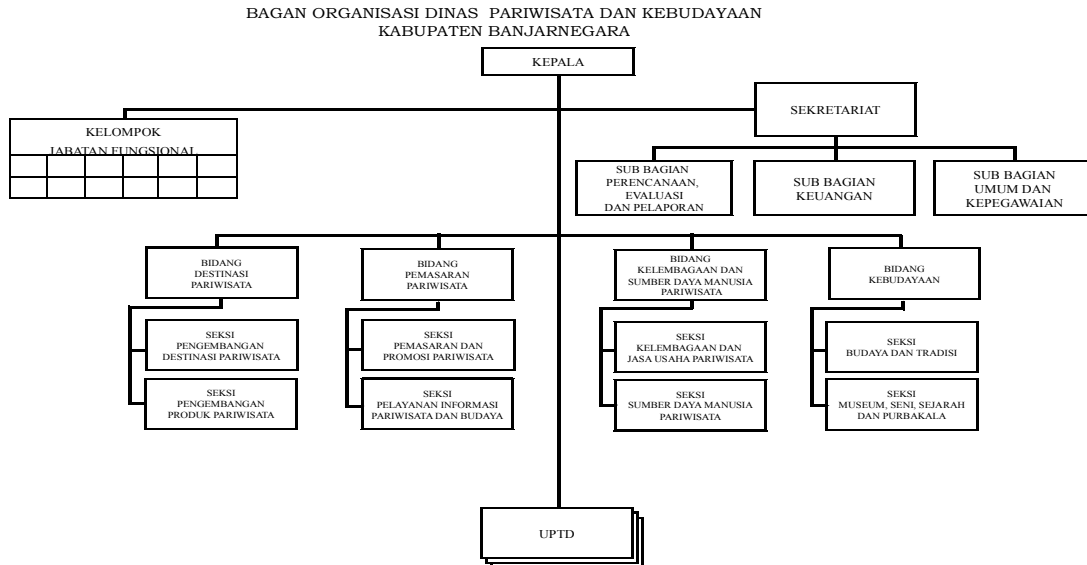 BAGAN ORGANISASI DINAS PARIWISATA DAN KEBUDAYAAN
KABUPATEN BANJARNEGARA
KEPALA
SEKRETARIAT
KELOMPOK
JABATAN FUNGSIONAL
SUB BAGIAN
PERENCANAAN,
EVALUASI
DAN PELAPORAN
SUB BAGIAN
KEUANGAN
SUB BAGIAN
UMUM DAN
KEPEGAWAIAN
BIDANG
DESTINASI
PARIWISATA
BIDANG
PEMASARAN
PARIWISATA
BIDANG
KELEMBAGAAN DAN
SUMBER DAYA MANUSIA
PARIWISATA
BIDANG
KEBUDAYAAN
SEKSI
PENGEMBANGAN
DESTINASI PARIWISATA
SEKSI
PEMASARAN DAN
PROMOSI PARIWISATA
SEKSI
KELEMBAGAAN DAN
JASA USAHA PARIWISATA
SEKSI
BUDAYA DAN TRADISI
SEKSI
PENGEMBANGAN
PRODUK PARIWISATA
SEKSI
PELAYANAN INFORMASI
PARIWISATA DAN BUDAYA
SEKSI
SUMBER DAYA MANUSIA
PARIWISATA
SEKSI
MUSEUM, SENI, SEJARAH
DAN PURBAKALA
UPTD